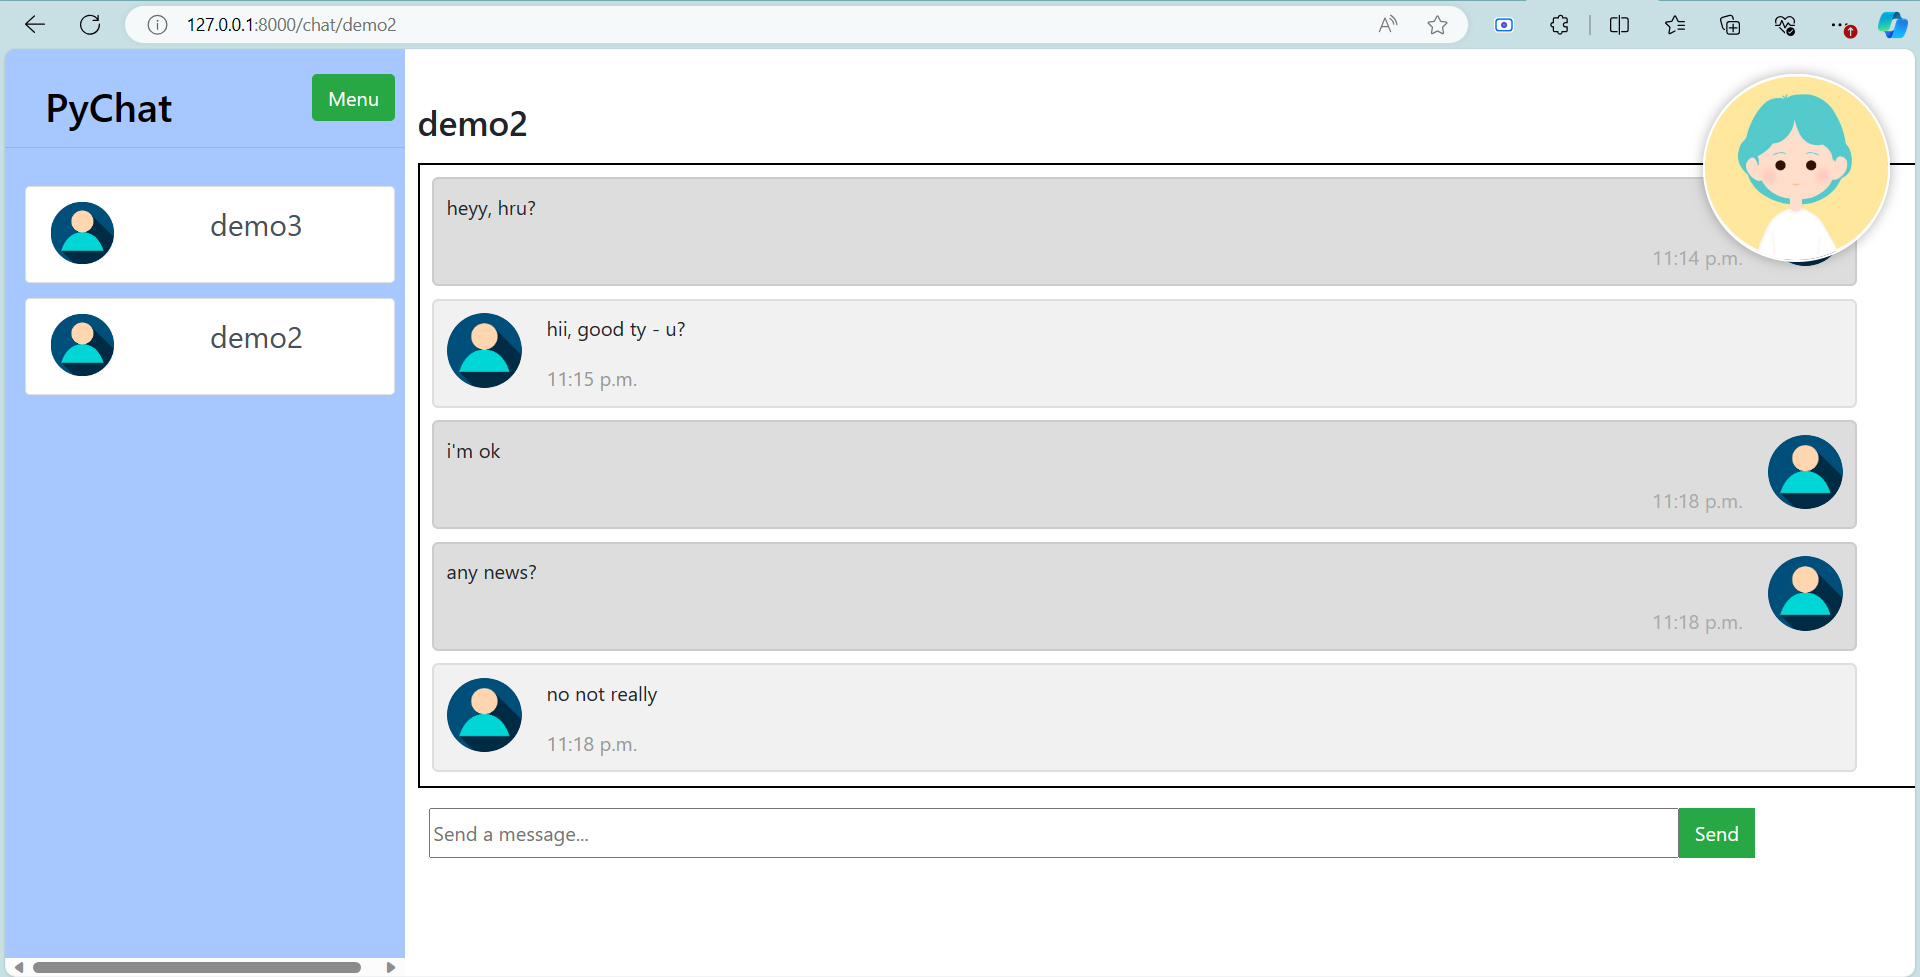 127.0.0.1:8000/chat/demo2
PyChat
Menu
demo3
demo2
demo2
heyy, hru?
11:14 p.m.
hii, good ty - u?
11:15 p.m.
i'm ok
11:18 p.m.
any news?
11:18 p.m.
no not really
11:18 p.m.
Send a message...
Send